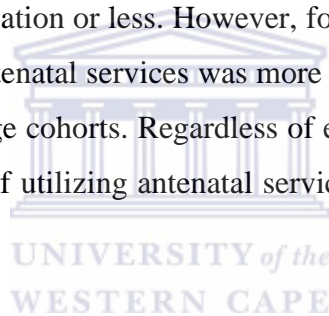 ation or less. However, fo
tenatal services was more
ge cohorts. Regardless of e
f utilizing antenatal servic
UNIVERSITY of the
WESTERN CAPE